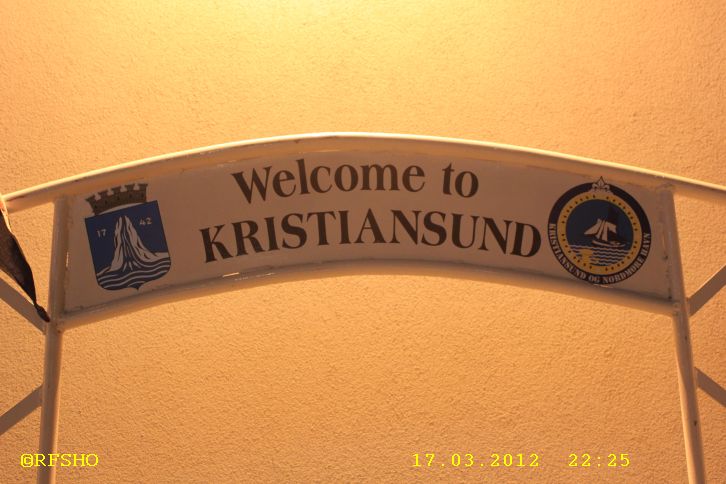 Welcome to
KRISTIANSUND
17 42
KRISTIANSUND OG NORDMØRE HAVN
©RFSHO
17.03.2012 22:25